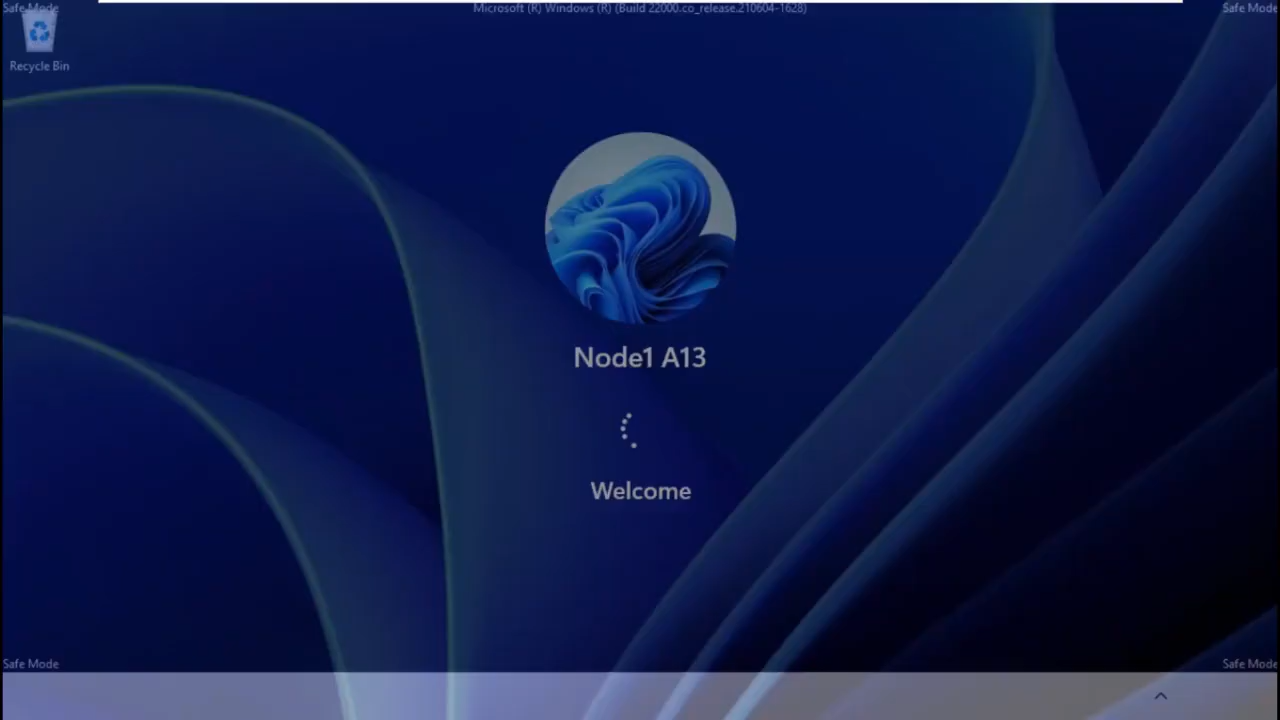 Safe Mode
Microsoft (R) Windows (R) (Build 22000.co_release.210604-1628)
Safe Mode
Recycle Bin
Node1 A13
Welcome
Safe Mode
Safe Mode